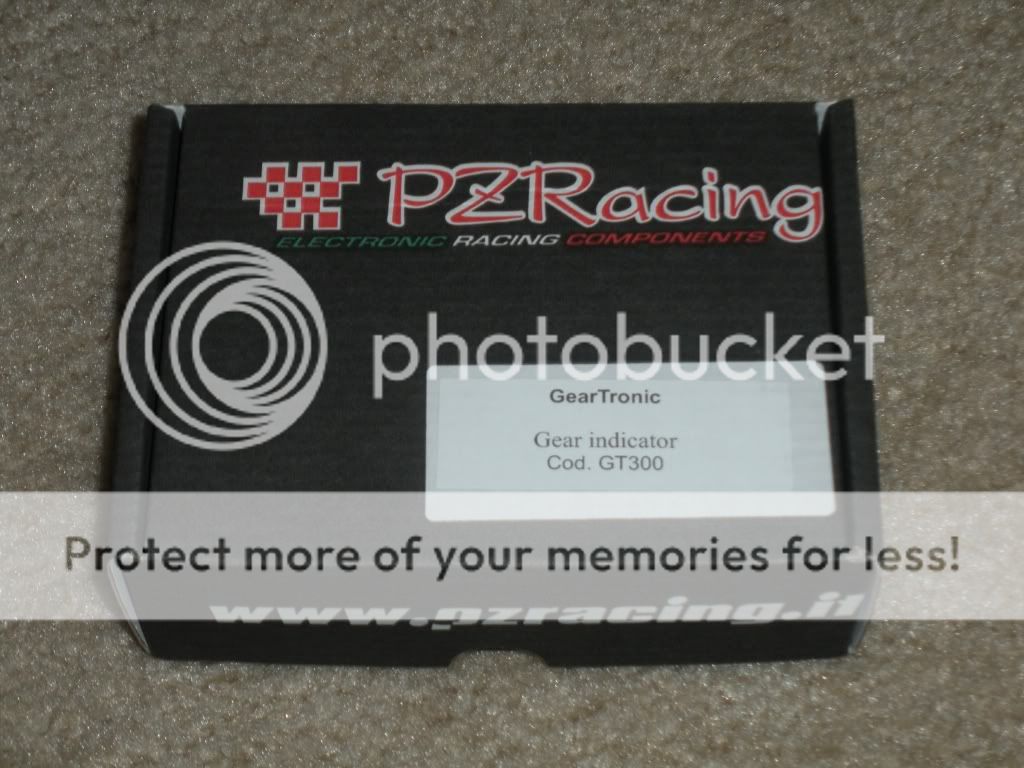 PZRacing
ELECTRONIC RACING COMPONENTS
photobucket
GearTronic
Gear indicator
Cod. GT300
Protect more of your memories for less!
www.pzracing.it